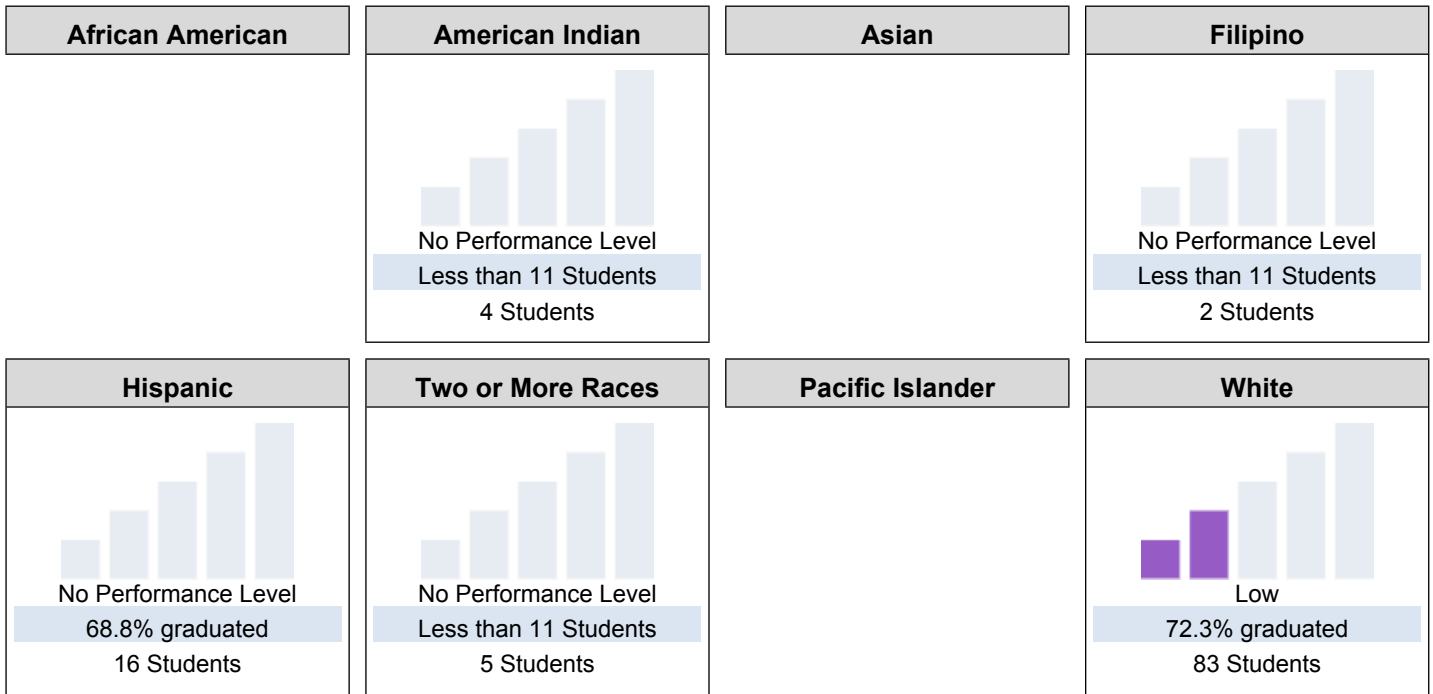 African American
American Indian
No Performance Level
Less than 11 Students
4 Students
Asian
Filipino
No Performance Level
Less than 11 Students
2 Students
Hispanic
No Performance Level
68.8% graduated
16 Students
Two or More Races
No Performance Level
Less than 11 Students
5 Students
Pacific Islander
White
Low
72.3% graduated
83 Students